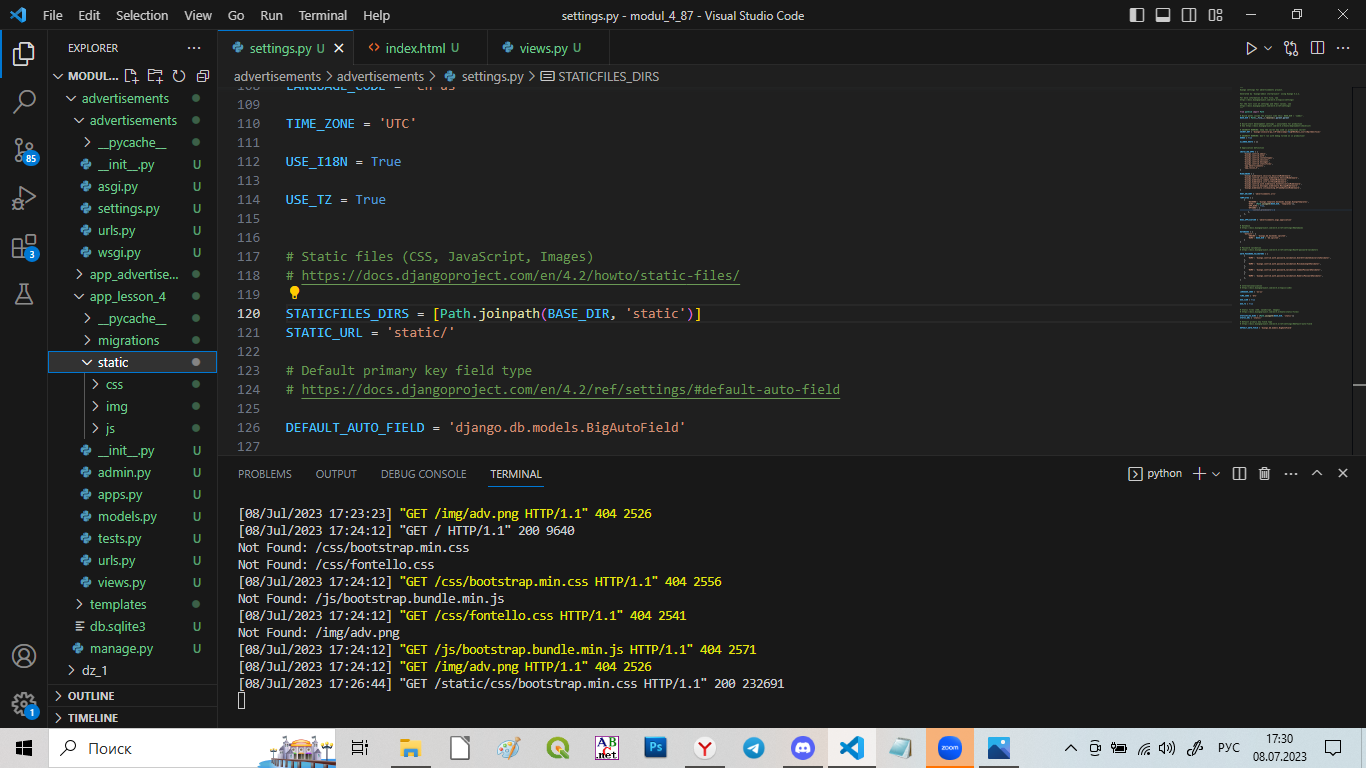 File Edit Selection View Go Run Terminal Help
settings.py - modul_4_87 - Visual Studio Code
EXPLORER
settings.py U
index.html U
views.py U
MODUL...
advertisements > advertisements > settings.py > STATICFILES_DIRS
advertisements
advertisements
__pycache__
__init__.py U
asgi.py U
settings.py U
urls.py U
wsgi.py U
app_advertise...
app_lesson_4
__pycache__
migrations
static
css
img
js
__init__.py U
admin.py U
apps.py U
models.py U
tests.py U
urls.py U
views.py U
templates
db.sqlite3 U
manage.py U
dz_1
OUTLINE
TIMELINE
85
3
1
109
110 TIME_ZONE = 'UTC'
111
112 USE_I18N = True
113
114 USE_TZ = True
115
116
117 # Static files (CSS, JavaScript, Images)
118 # https://docs.djangoproject.com/en/4.2/howto/static-files/
119
120 STATICFILES_DIRS = [Path.joinpath(BASE_DIR, 'static')]
121 STATIC_URL = 'static/'
122
123 # Default primary key field type
124 # https://docs.djangoproject.com/en/4.2/ref/settings/#default-auto-field
125
126 DEFAULT_AUTO_FIELD = 'django.db.models.BigAutoField'
127
PROBLEMS OUTPUT DEBUG CONSOLE TERMINAL
python
[08/Jul/2023 17:23:23] "GET /img/adv.png HTTP/1.1" 404 2526
[08/Jul/2023 17:24:12] "GET / HTTP/1.1" 200 9640
Not Found: /css/bootstrap.min.css
Not Found: /css/fontello.css
[08/Jul/2023 17:24:12] "GET /css/bootstrap.min.css HTTP/1.1" 404 2556
Not Found: /js/bootstrap.bundle.min.js
[08/Jul/2023 17:24:12] "GET /css/fontello.css HTTP/1.1" 404 2541
Not Found: /img/adv.png
[08/Jul/2023 17:24:12] "GET /js/bootstrap.bundle.min.js HTTP/1.1" 404 2571
[08/Jul/2023 17:24:12] "GET /img/adv.png HTTP/1.1" 404 2526
[08/Jul/2023 17:26:44] "GET /static/css/bootstrap.min.css HTTP/1.1" 200 232691
Поиск
.net
Ps
zoom
РУС
17:30
08.07.2023